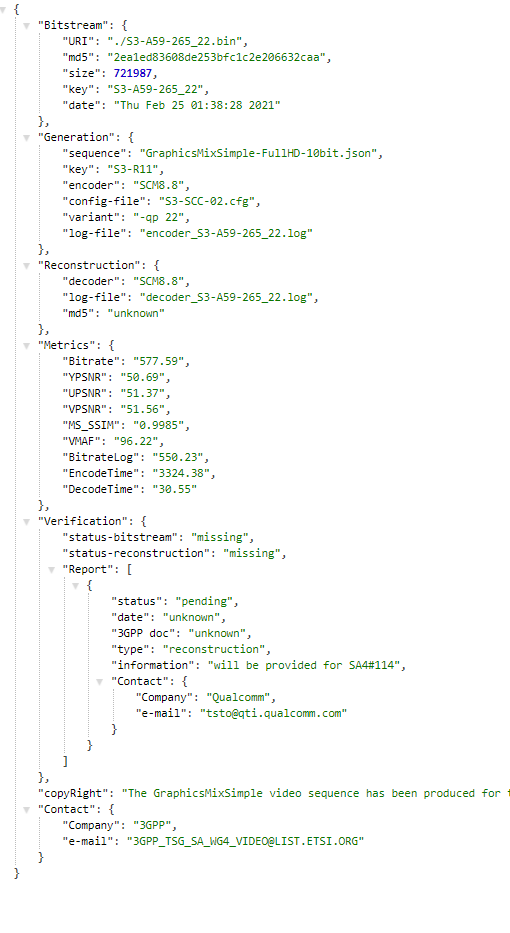 {
"Bitstream": {
"URI": "./S3-A59-265_22.bin",
"md5": "2ea1ed83608de253bfc1c2e206632caa",
"size": 721987,
"key": "S3-A59-265_22",
"date": "Thu Feb 25 01:38:28 2021"
},
"Generation": {
"sequence": "GraphicsMixSimple-FullHD-10bit.json",
"key": "S3-R11",
"encoder": "SCM8.8",
"config-file": "S3-SCC-02.cfg",
"variant": "-qp 22",
"log-file": "encoder_S3-A59-265_22.log"
},
"Reconstruction": {
"decoder": "SCM8.8",
"log-file": "decoder_S3-A59-265_22.log",
"md5": "unknown"
},
"Metrics": {
"Bitrate": "577.59",
"YPSNR": "50.69",
"UPSNR": "51.37",
"VPSNR": "51.56",
"MS_SSIM": "0.9985",
"VMAF": "96.22",
"BitrateLog": "550.23",
"EncodeTime": "3324.38",
"DecodeTime": "30.55"
},
"Verification": {
"status-bitstream": "missing",
"status-reconstruction": "missing",
"Report": [
{
"status": "pending",
"date": "unknown",
"3GPP doc": "unknown",
"type": "reconstruction",
"information": "will be provided for SA4#114",
"Contact": {
"Company": "Qualcomm",
"e-mail": "tsto@qti.qualcomm.com"
}
}
]
},
"copyRight": "The GraphicsMixSimple video sequence has been produced for t
"Contact": {
"Company": "3GPP",
"e-mail": "3GPP_TSG_SA_WG4_VIDEO@LIST.ETSI.ORG"
}
}